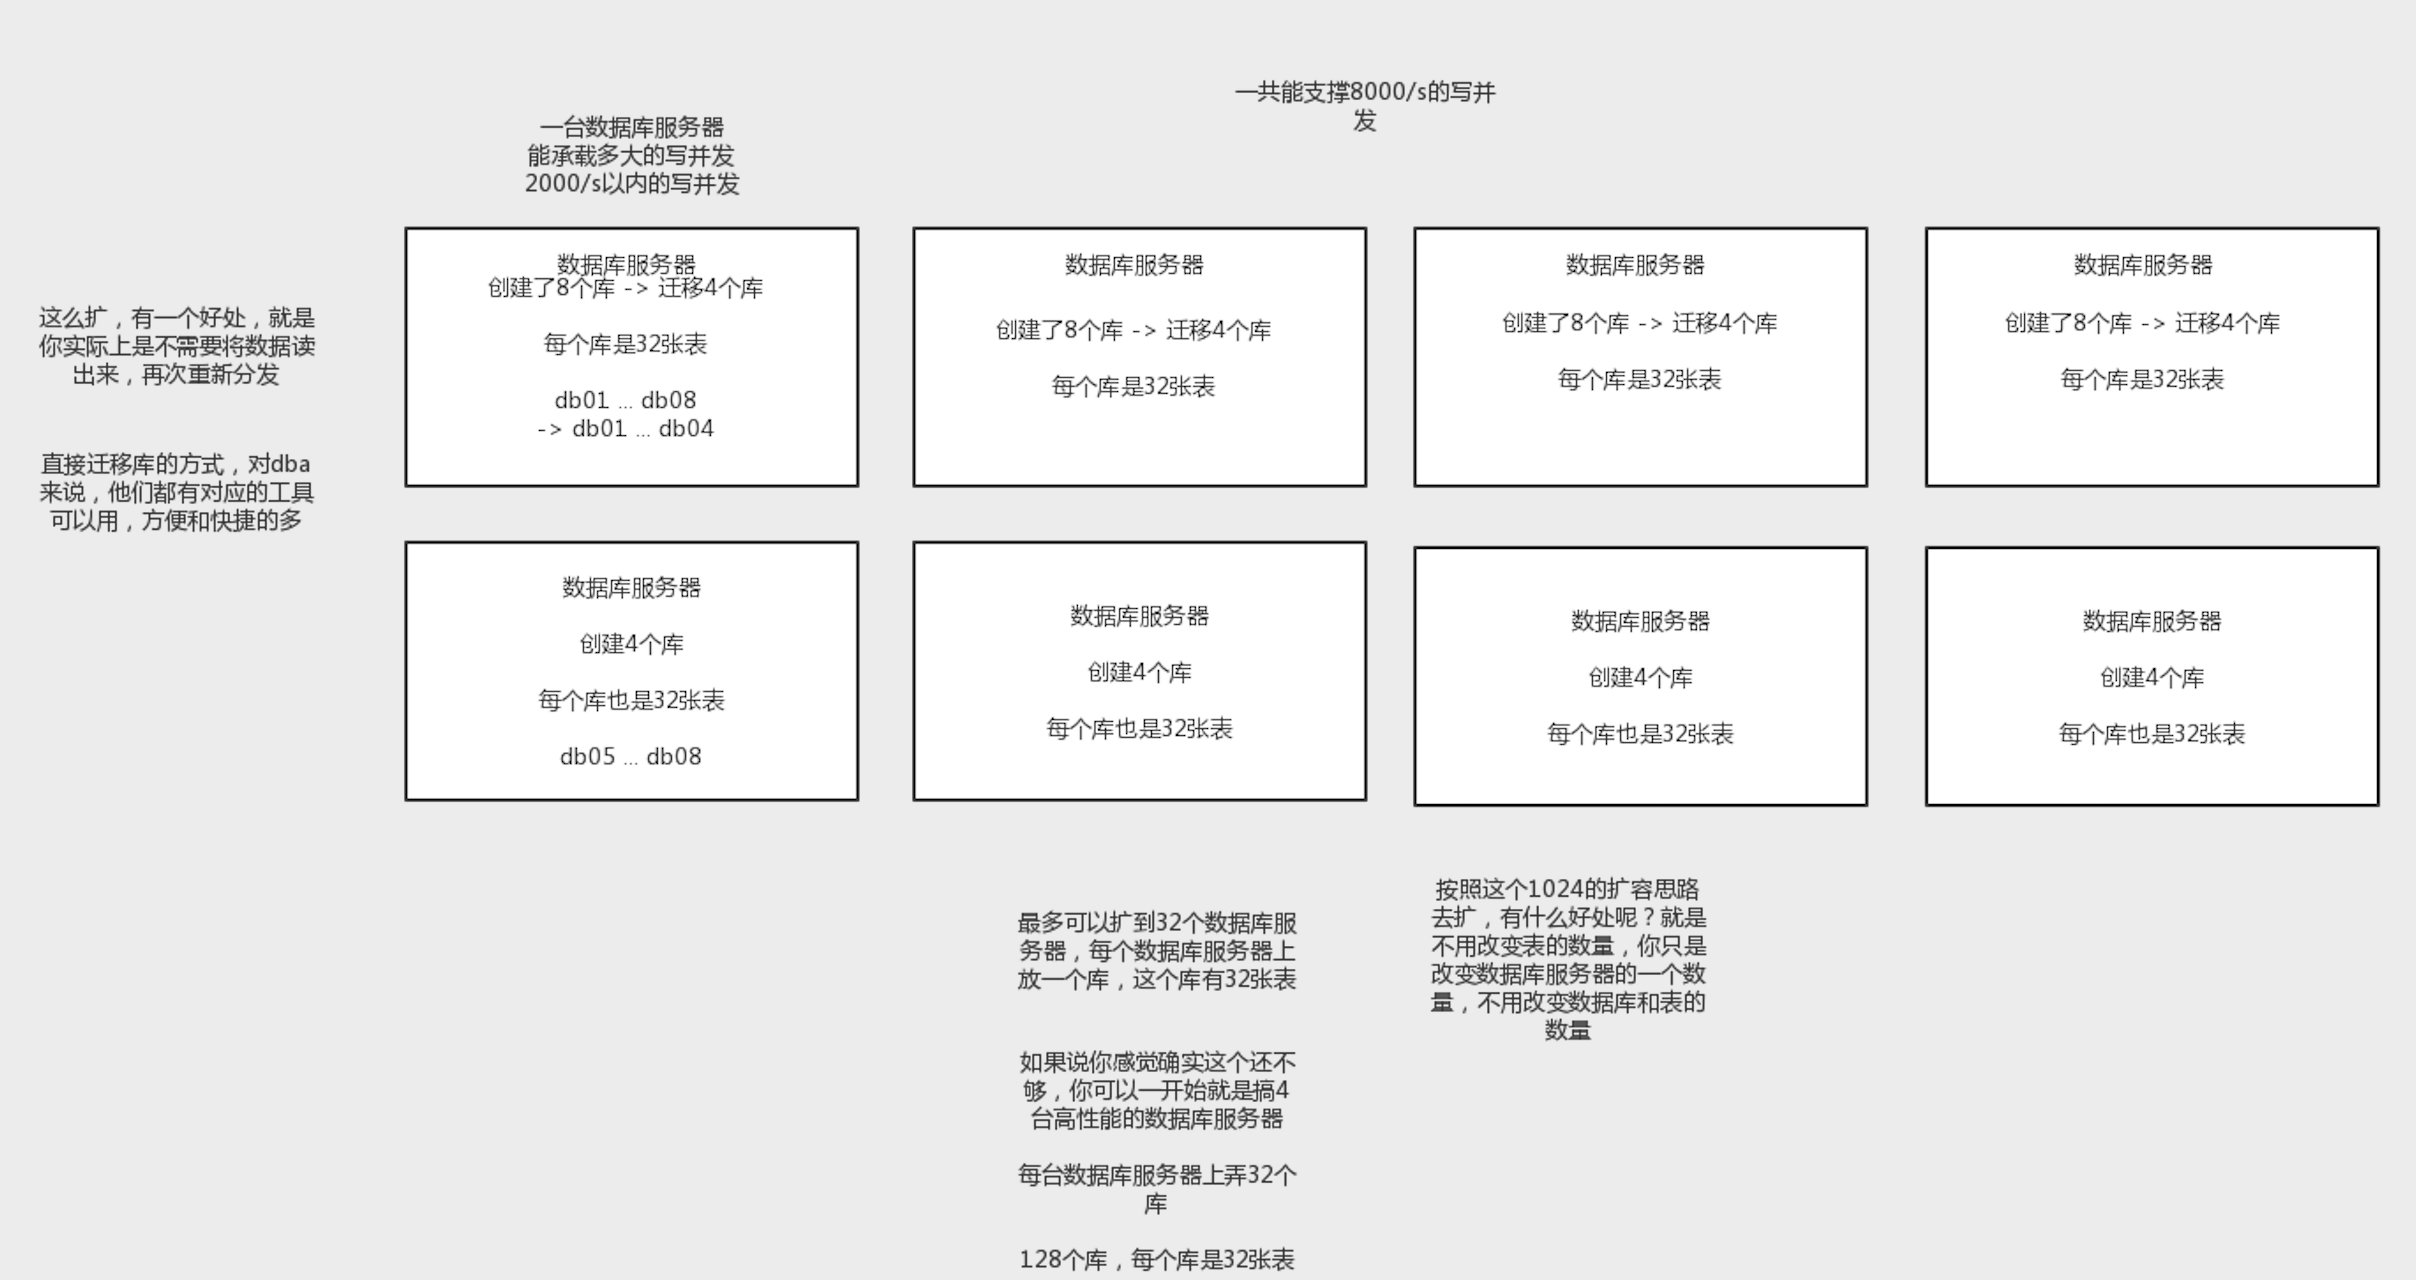 一共能支撑8000/s的写并
发
一台数据库服务器
能承载多大的写并发
2000/s以内的写并发
这么扩，有一个好处，就是
你实际上是不需要将数据读
出来，再次重新分发
直接迁移库的方式，对dba
来说，他们都有对应的工具
可以用，方便和快捷的多
数据库服务器
创建了8个库 -> 迁移4个库
每个库是32张表
db01 ... db08
-> db01 ... db04
数据库服务器
创建了8个库 -> 迁移4个库
每个库是32张表
数据库服务器
创建了8个库 -> 迁移4个库
每个库是32张表
数据库服务器
创建了8个库 -> 迁移4个库
每个库是32张表
数据库服务器
创建4个库
每个库也是32张表
db05 ... db08
数据库服务器
创建4个库
每个库也是32张表
数据库服务器
创建4个库
每个库也是32张表
数据库服务器
创建4个库
每个库也是32张表
最多可以扩到32个数据库服
务器，每个数据库服务器上
放一个库，这个库有32张表
如果说你感觉确实这个还不
够，你可以一开始就是搞4
台高性能的数据库服务器
每台数据库服务器上弄32个
库
128个库，每个库是32张表
按照这个1024的扩容思路
去扩，有什么好处呢？就是
不用改变表的数量，你只是
改变数据库服务器的一个数
量，不用改变数据库和表的
数量